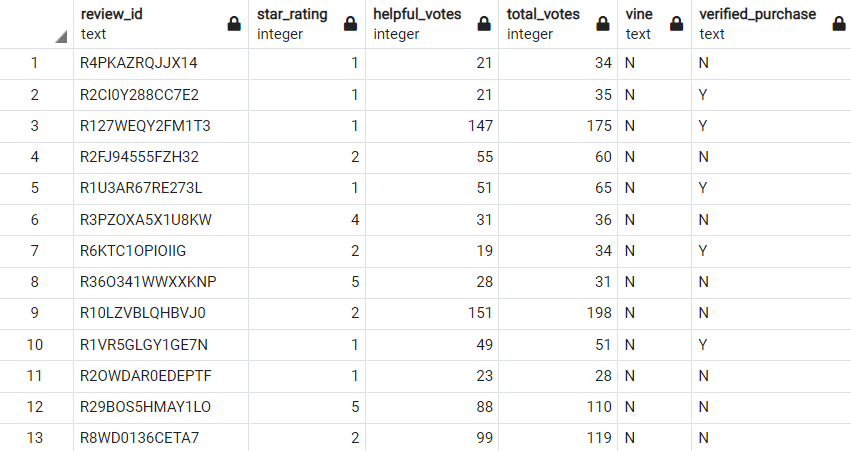 review_id star_rating helpful_votes total_votes vine verified_purchase
text integer integer integer text text
1 R4PKAZRQJJX14 1 21 34 N N
2 R2CI0Y288CC7E2 1 21 35 N Y
3 R127WEQY2FM1T3 1 147 175 N Y
4 R2FJ94555FZH32 2 55 60 N N
5 R1U3AR67RE273L 1 51 65 N Y
6 R3PZOXA5X1U8KW 4 31 36 N N
7 R6KTC1OPIOIIG 2 19 34 N Y
8 R36O341WWXXKNP 5 28 31 N N
9 R10LZVBLQHBVJ0 2 151 198 N N
10 R1VR5GLGY1GE7N 1 49 51 N Y
11 R2OWDAR0EDEPTF 1 23 28 N N
12 R29BOS5HMAY1LO 5 88 110 N N
13 R8WD0136CETA7 2 99 119 N N